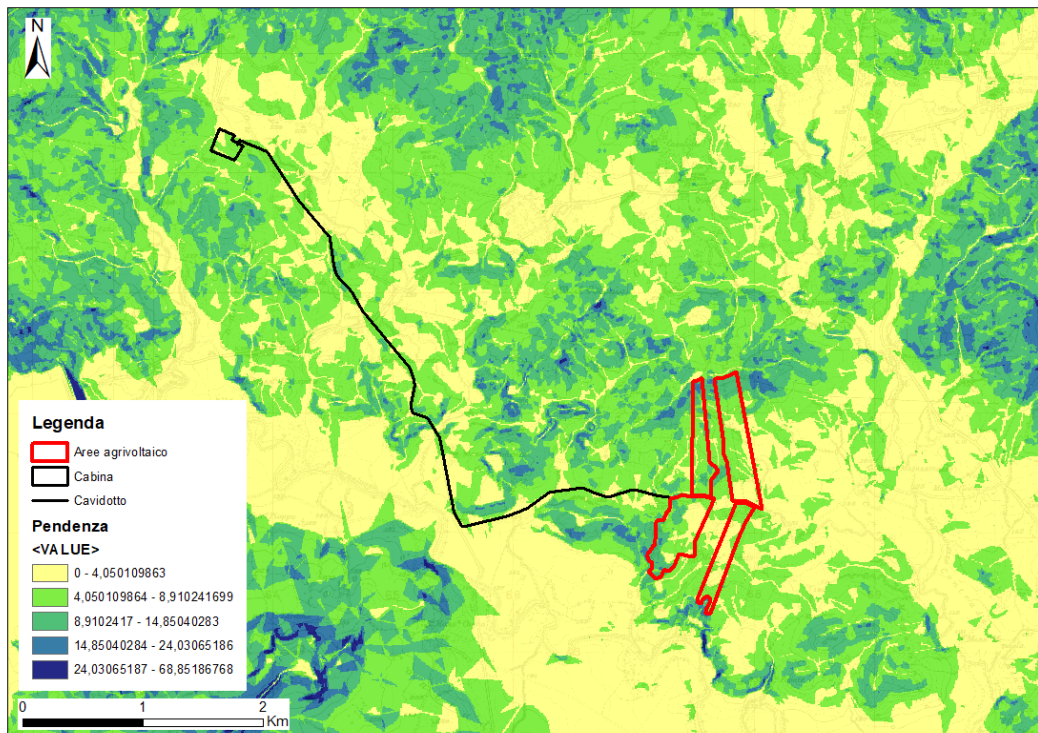 N
Legenda
Aree agrivoltaico
Cabina
Cavidotto
Pendenza
<VALUE>
0 - 4,050109863
4,050109864 - 8,910241699
8,9102417 - 14,85040283
14,85040284 - 24,03065186
24,03065187 - 68,85186768
0 1 2
Km